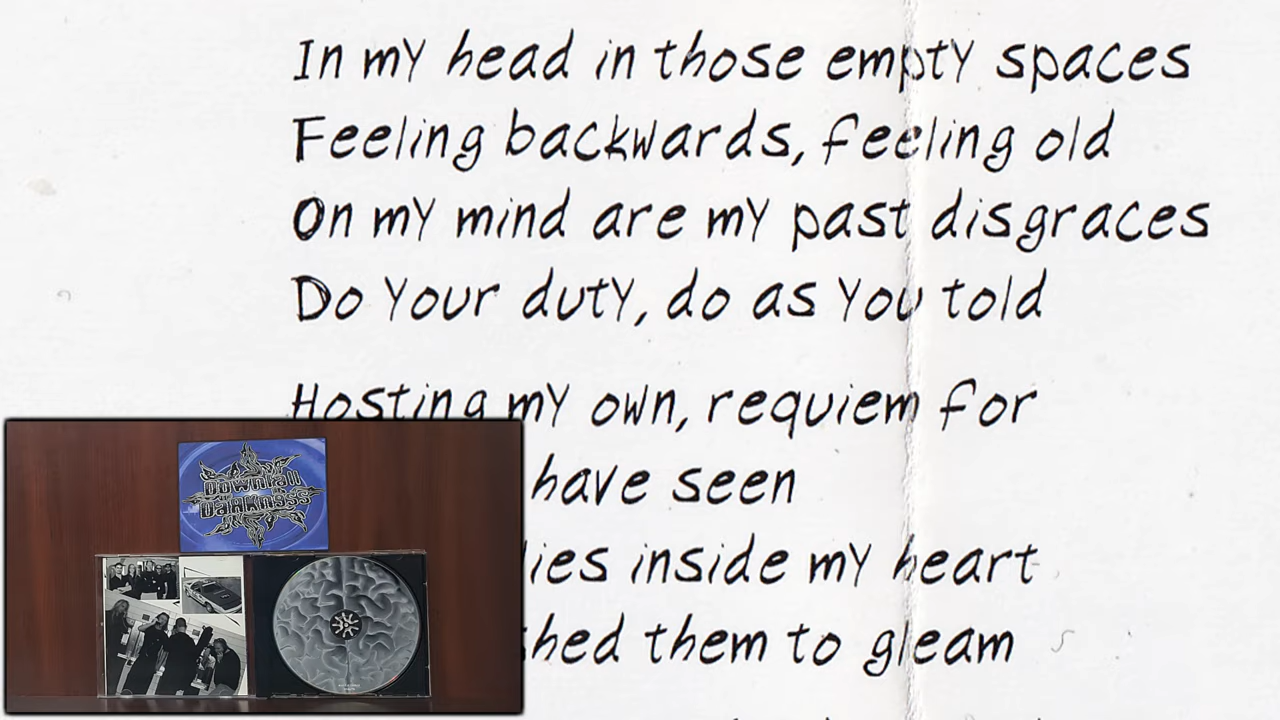 In my head in those empty spaces
Feeling backwards, feeling old
On my mind are my past disgraces
Do your duty, do as you told
Hosting my own, requiem for
have seen
inside my heart
them to gleam
Downfall
Darkness